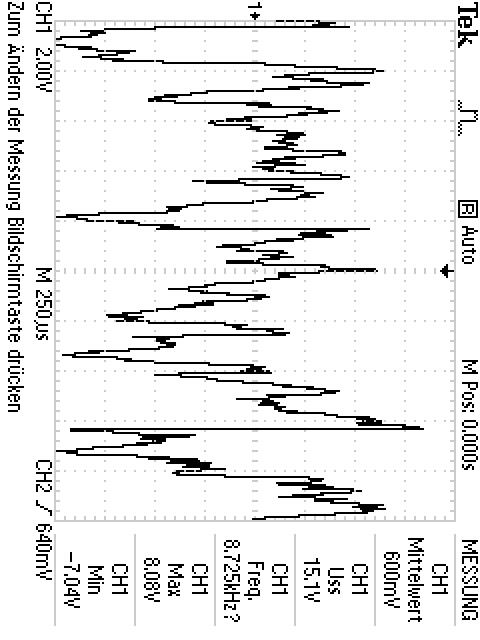 Tek
R Auto
M Pos: 0.000s
MESSUNG
CH1
Mittelwert
600mV
CH1
Uss
15.1V
CH1
Freq.
8.725kHz?
CH1
Max
8.08V
CH1
Min
-7.04V
1
CH1 2.00V
M 250µs
CH2 / 640mV
Zum Ändern der Messung Bildschirmtaste drücken